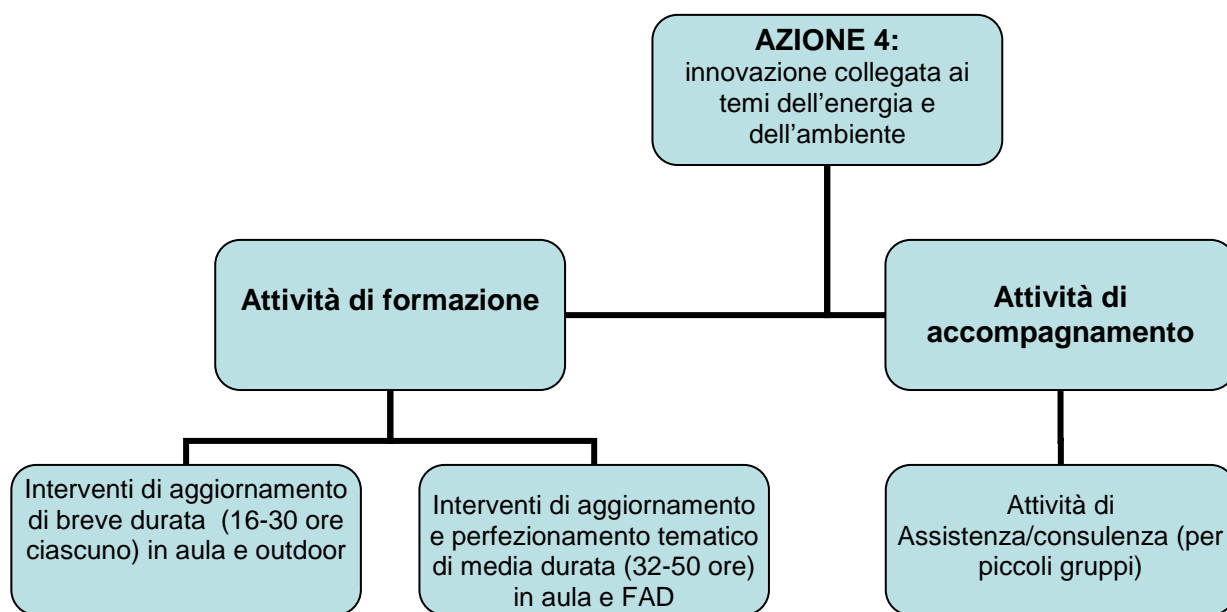 AZIONE 4:
innovazione collegata ai
temi dell’energia e
dell’ambiente
Attività di formazione
Attività di
accompagnamento
Interventi di aggiornamento
di breve durata (16-30 ore
ciascuno) in aula e outdoor
Interventi di aggiornamento
e perfezionamento tematico
di media durata (32-50 ore)
in aula e FAD
Attività di
Assistenza/consulenza (per
piccoli gruppi)